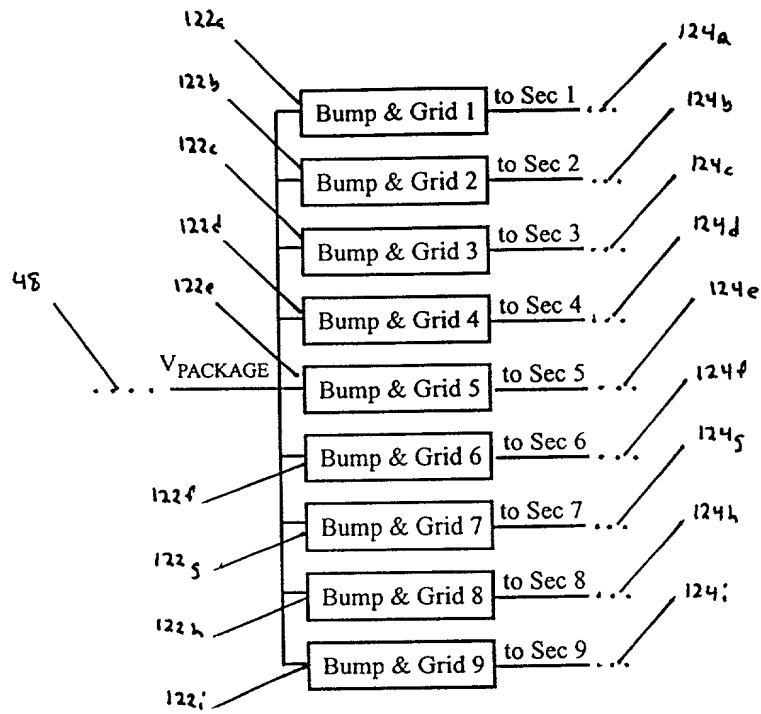 122a
124a
Bump & Grid 1
to Sec 1
122b
124b
Bump & Grid 2
to Sec 2
122c
124c
Bump & Grid 3
to Sec 3
122d
124d
Bump & Grid 4
to Sec 4
48
122e
124e
VPACKAGE
Bump & Grid 5
to Sec 5
124f
Bump & Grid 6
to Sec 6
122f
124g
Bump & Grid 7
to Sec 7
122g
124h
Bump & Grid 8
to Sec 8
122h
124i
Bump & Grid 9
to Sec 9
122i